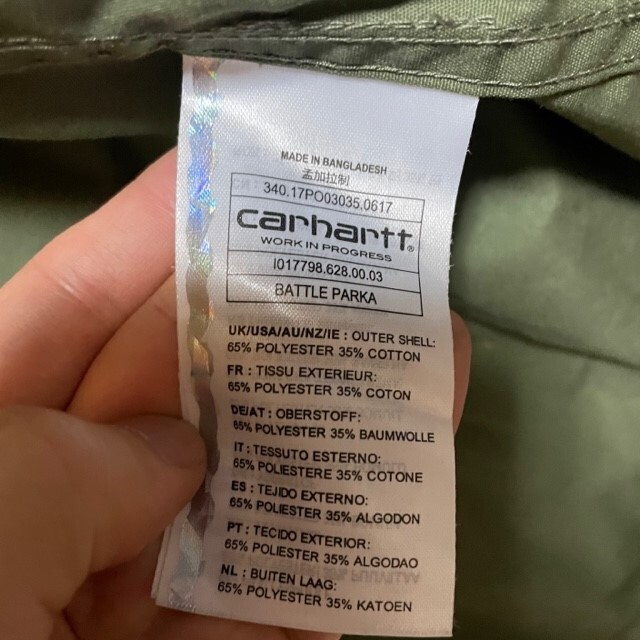 MADE IN BANGLADESH
孟加拉制
340.17PO03035.0617
carhartt®
WORK IN PROGRESS
I017798.628.00.03
BATTLE PARKA
UK/USA/AU/NZ/IE : OUTER SHELL:
65% POLYESTER 35% COTTON
FR : TISSU EXTERIEUR:
65% POLYESTER 35% COTON
DE/AT : OBERSTOFF:
65% POLYESTER 35% BAUMWOLLE
IT : TESSUTO ESTERNO:
65% POLIESTERE 35% COTONE
ES : TEJIDO EXTERNO:
65% POLIESTER 35% ALGODON
PT : TECIDO EXTERIOR:
65% POLIESTER 35% ALGODAO
NL : BUITEN LAAG:
65% POLYESTER 35% KATOEN